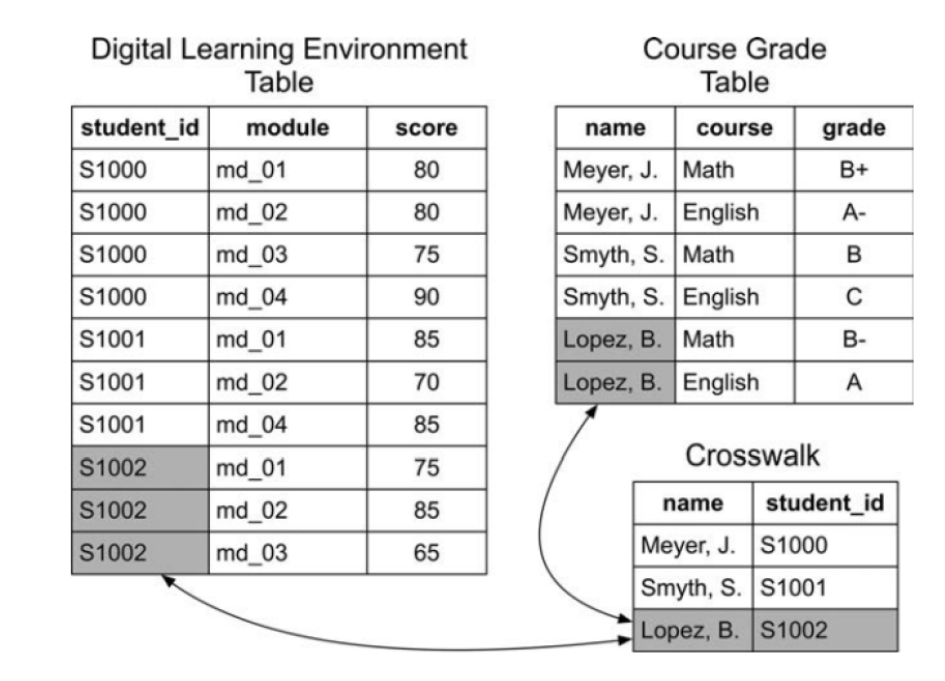 Digital Learning Environment
Table
student_id module score
S1000 md_01 80
S1000 md_02 80
S1000 md_03 75
S1000 md_04 90
S1001 md_01 85
S1001 md_02 70
S1001 md_04 85
S1002 md_01 75
S1002 md_02 85
S1002 md_03 65
Course Grade
Table
name course grade
Meyer, J. Math B+
Meyer, J. English A-
Smyth, S. Math B
Smyth, S. English C
Lopez, B. Math B-
Lopez, B. English A
Crosswalk
name student_id
Meyer, J. S1000
Smyth, S. S1001
Lopez, B. S1002